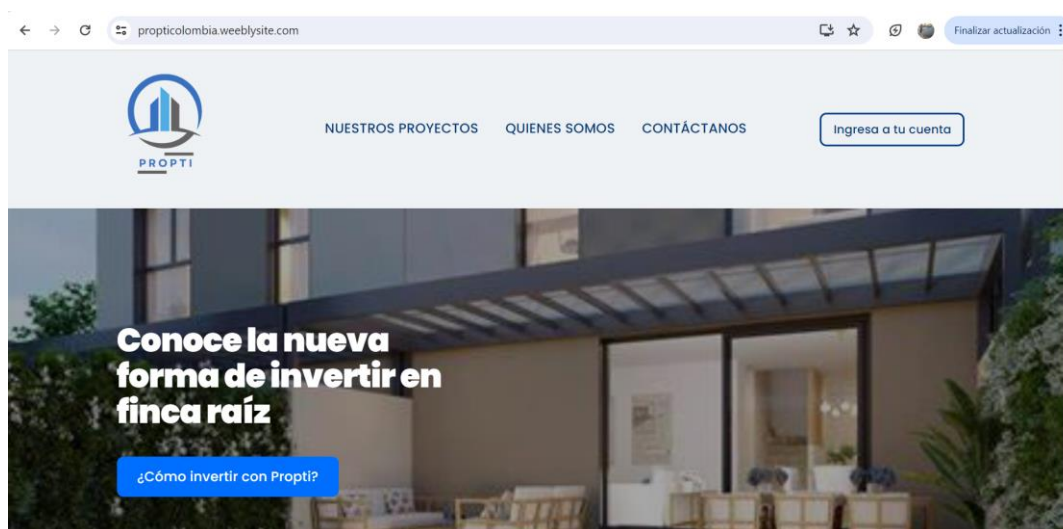 propticolombia.weeblysite.com
Finalizar actualización
PROPTI
NUESTROS PROYECTOS QUIENES SOMOS CONTÁCTANOS
Ingresa a tu cuenta
Conoce la nueva
forma de invertir en
finca raíz
¿Cómo invertir con Propti?